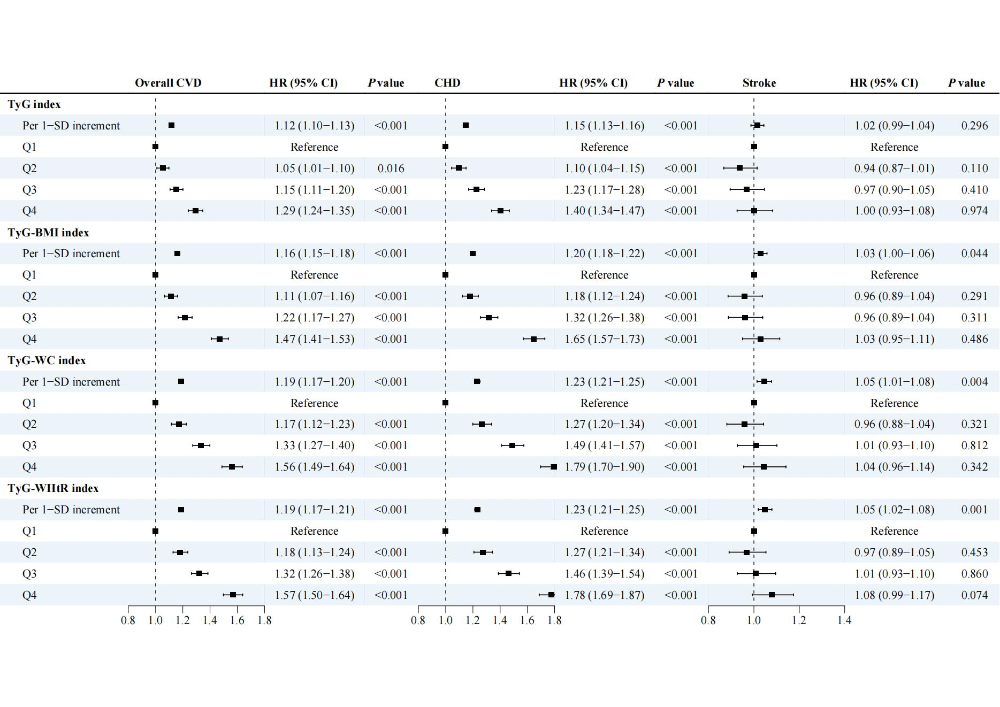 Overall CVD HR (95% CI) P value CHD HR (95% CI) P value Stroke HR (95% CI) P value
TyG index
Per 1−SD increment 1.12 (1.10−1.13) <0.001 1.15 (1.13−1.16) <0.001 1.02 (0.99−1.04) 0.296
Q1 Reference Reference Reference
Q2 1.05 (1.01−1.10) 0.016 1.10 (1.04−1.15) <0.001 0.94 (0.87−1.01) 0.110
Q3 1.15 (1.11−1.20) <0.001 1.23 (1.17−1.28) <0.001 0.97 (0.90−1.05) 0.410
Q4 1.29 (1.24−1.35) <0.001 1.40 (1.34−1.47) <0.001 1.00 (0.93−1.08) 0.974
TyG-BMI index
Per 1−SD increment 1.16 (1.15−1.18) <0.001 1.20 (1.18−1.22) <0.001 1.03 (1.00−1.06) 0.044
Q1 Reference Reference Reference
Q2 1.11 (1.07−1.16) <0.001 1.18 (1.12−1.24) <0.001 0.96 (0.89−1.04) 0.291
Q3 1.22 (1.17−1.27) <0.001 1.32 (1.26−1.38) <0.001 0.96 (0.89−1.04) 0.311
Q4 1.47 (1.41−1.53) <0.001 1.65 (1.57−1.73) <0.001 1.03 (0.95−1.11) 0.486
TyG-WC index
Per 1−SD increment 1.19 (1.17−1.20) <0.001 1.23 (1.21−1.25) <0.001 1.05 (1.01−1.08) 0.004
Q1 Reference Reference Reference
Q2 1.17 (1.12−1.23) <0.001 1.27 (1.20−1.34) <0.001 0.96 (0.88−1.04) 0.321
Q3 1.33 (1.27−1.40) <0.001 1.49 (1.41−1.57) <0.001 1.01 (0.93−1.10) 0.812
Q4 1.56 (1.49−1.64) <0.001 1.79 (1.70−1.90) <0.001 1.04 (0.96−1.14) 0.342
TyG-WHtR index
Per 1−SD increment 1.19 (1.17−1.21) <0.001 1.23 (1.21−1.25) <0.001 1.05 (1.02−1.08) 0.001
Q1 Reference Reference Reference
Q2 1.18 (1.13−1.24) <0.001 1.27 (1.21−1.34) <0.001 0.97 (0.89−1.05) 0.453
Q3 1.32 (1.26−1.38) <0.001 1.46 (1.39−1.54) <0.001 1.01 (0.93−1.10) 0.860
Q4 1.57 (1.50−1.64) <0.001 1.78 (1.69−1.87) <0.001 1.08 (0.99−1.17) 0.074
0.8 1.0 1.2 1.4 1.6 1.8 0.8 1.0 1.2 1.4 1.6 1.8 0.8 1.0 1.2 1.4